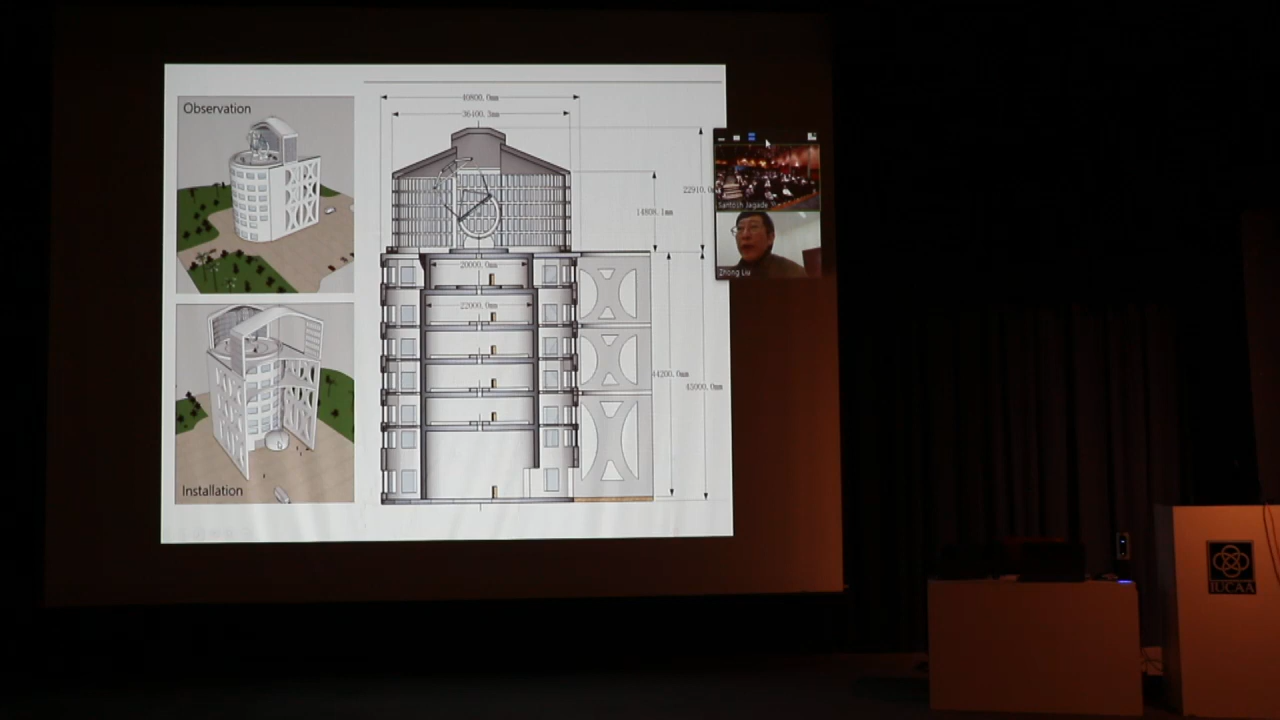 Observation
Installation
40800.0mm
36400.3mm
22910.0
14808.1mm
20000.0mm
22000.0mm
44200.0mm
45000.0mm
Santosh Jagade
Zhong Liu
IUCAA